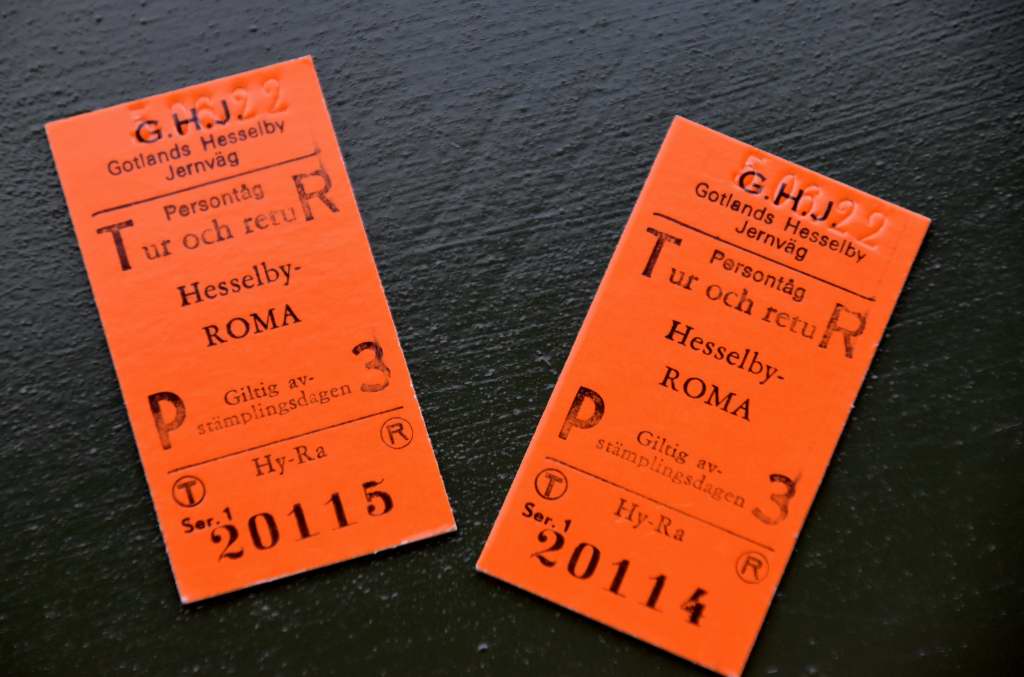 G.H.J.
Gotlands Hesselby
Jernväg
Persontåg
Tur och retuR
Hesselby-
ROMA
P Giltig av- 3
stämplingsdagen
Hy-Ra
T R
Ser. 1 20115
G.H.J.
Gotlands Hesselby
Jernväg
Persontåg
Tur och retuR
Hesselby-
ROMA
P Giltig av- 3
stämplingsdagen
Hy-Ra
T R
Ser. 1 20114